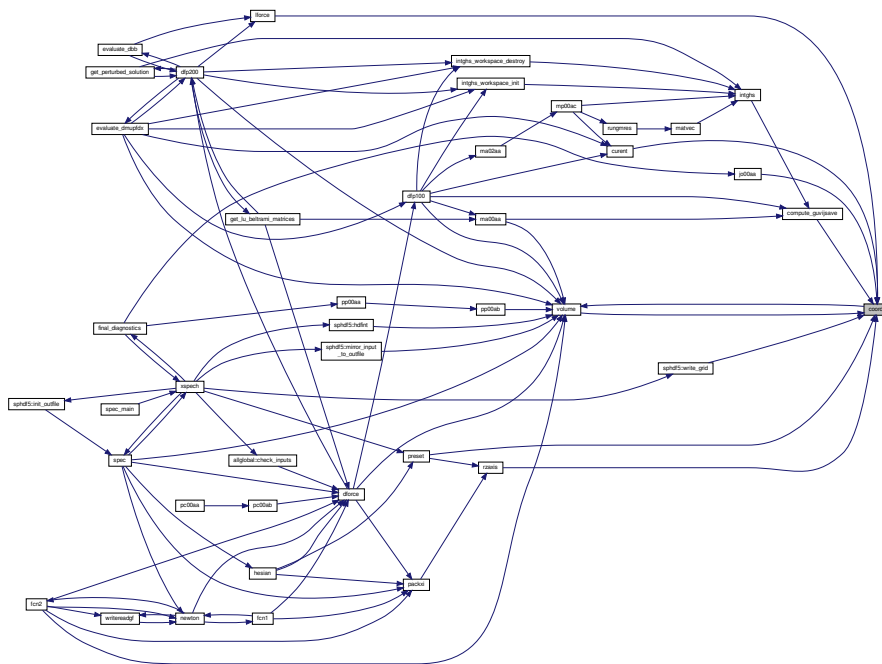 lforce
evaluate_dbb
get_perturbed_solution
dfp200
intghs_workspace_destroy
intghs_workspace_init
intghs
mp00ac
rungmres
matvec
evaluate_dmupfdx
ma02aa
curent
jo00aa
dfp100
get_lu_beltrami_matrices
ma00aa
compute_guvijsave
pp00aa
pp00ab
volume
coords
final_diagnostics
sphdf5::hdfint
sphdf5::mirror_input
_to_outfile
sphdf5::write_grid
xspech
sphdf5::init_outfile
spec_main
spec
allglobal::check_inputs
preset
rzaxis
dforce
pc00aa
pc00ab
hesian
packxi
fcn2
writereadgf
newton
fcn1